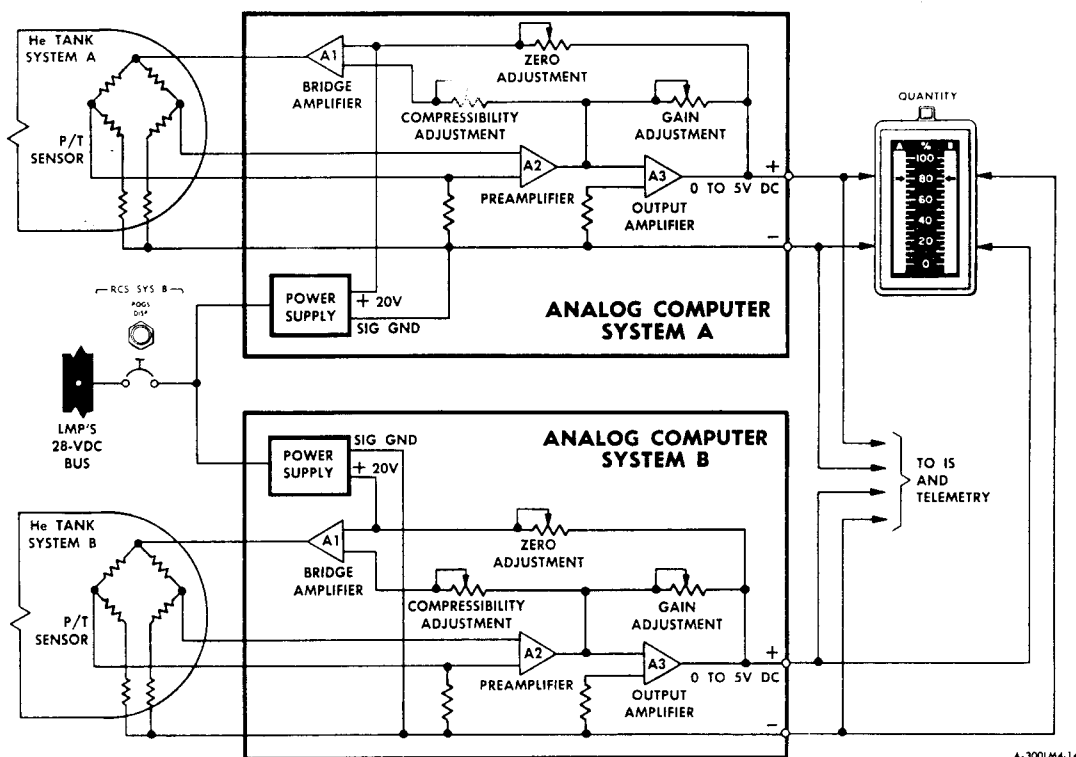 He TANK
SYSTEM A
P/T
SENSOR
A1
BRIDGE
AMPLIFIER
ZERO
ADJUSTMENT
COMPRESSIBILITY
ADJUSTMENT
GAIN
ADJUSTMENT
A2
PREAMPLIFIER
A3
OUTPUT
AMPLIFIER
+
0 TO 5V DC
−
POWER
SUPPLY
+ 20V
SIG GND
ANALOG COMPUTER
SYSTEM A
QUANTITY
A % B
100
80
60
40
20
0
RCS SYS B
PQGS
DISP
LMP'S
28-VDC
BUS
POWER
SUPPLY
SIG GND
+ 20V
ANALOG COMPUTER
SYSTEM B
TO IS
AND
TELEMETRY
He TANK
SYSTEM B
P/T
SENSOR
A1
BRIDGE
AMPLIFIER
ZERO
ADJUSTMENT
COMPRESSIBILITY
ADJUSTMENT
GAIN
ADJUSTMENT
A2
PREAMPLIFIER
A3
OUTPUT
AMPLIFIER
+
0 TO 5V DC
−